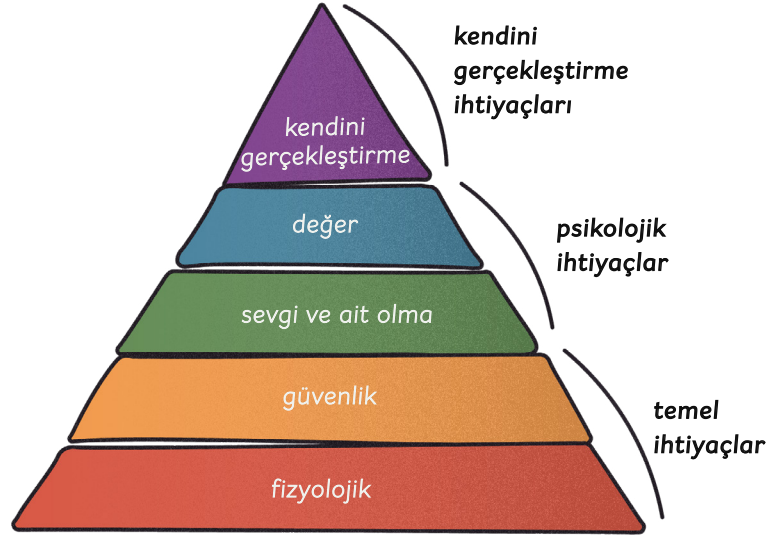 kendini
gerçekleştirme
ihtiyaçları
kendini
gerçekleştirme
değer
psikolojik
ihtiyaçlar
sevgi ve ait olma
güvenlik
temel
ihtiyaçlar
fizyolojik